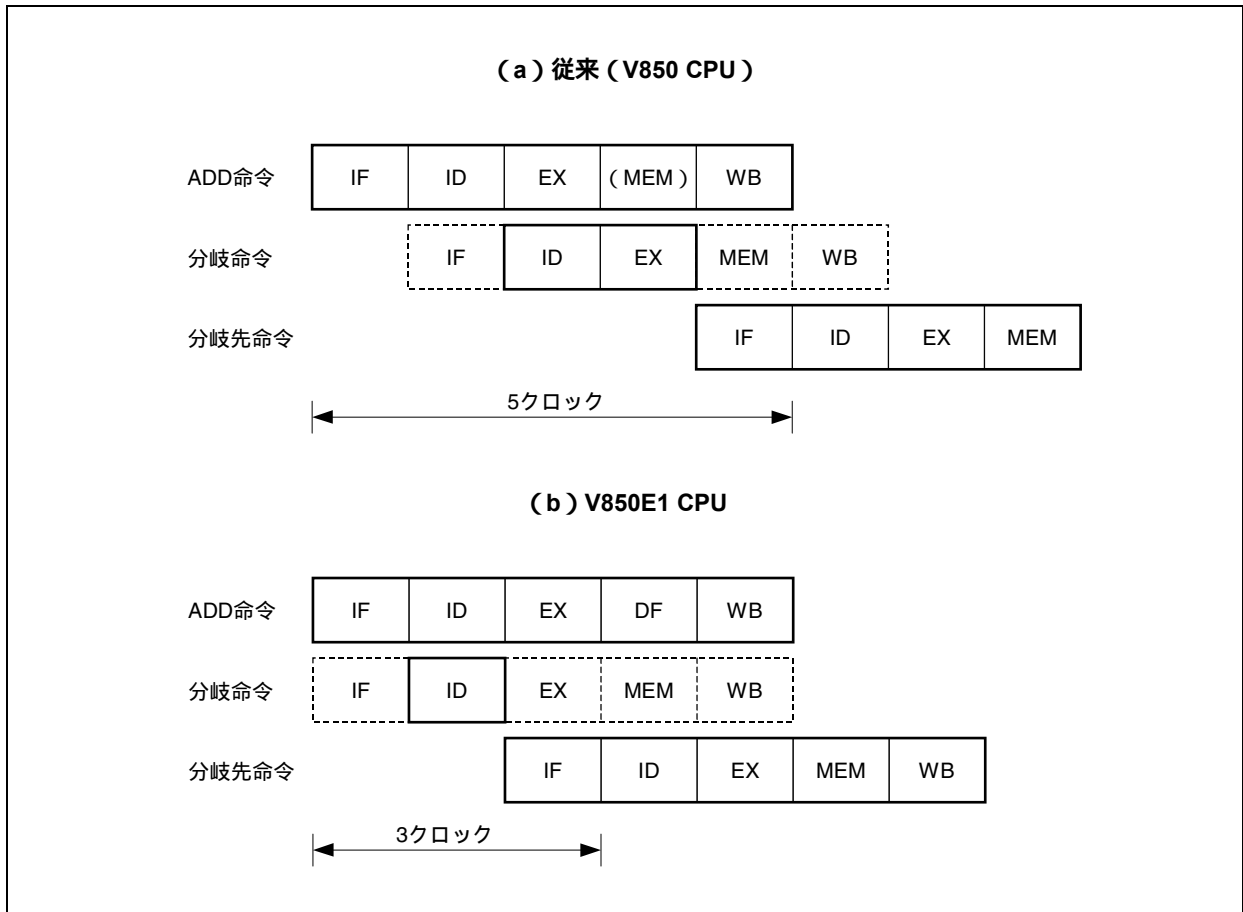 (a)従来(V850 CPU)
ADD命令 IF ID EX (MEM) WB
分岐命令 IF ID EX MEM WB
分岐先命令 IF ID EX MEM
5クロック
(b)V850E1 CPU
ADD命令 IF ID EX DF WB
分岐命令 IF ID EX MEM WB
分岐先命令 IF ID EX MEM WB
3クロック